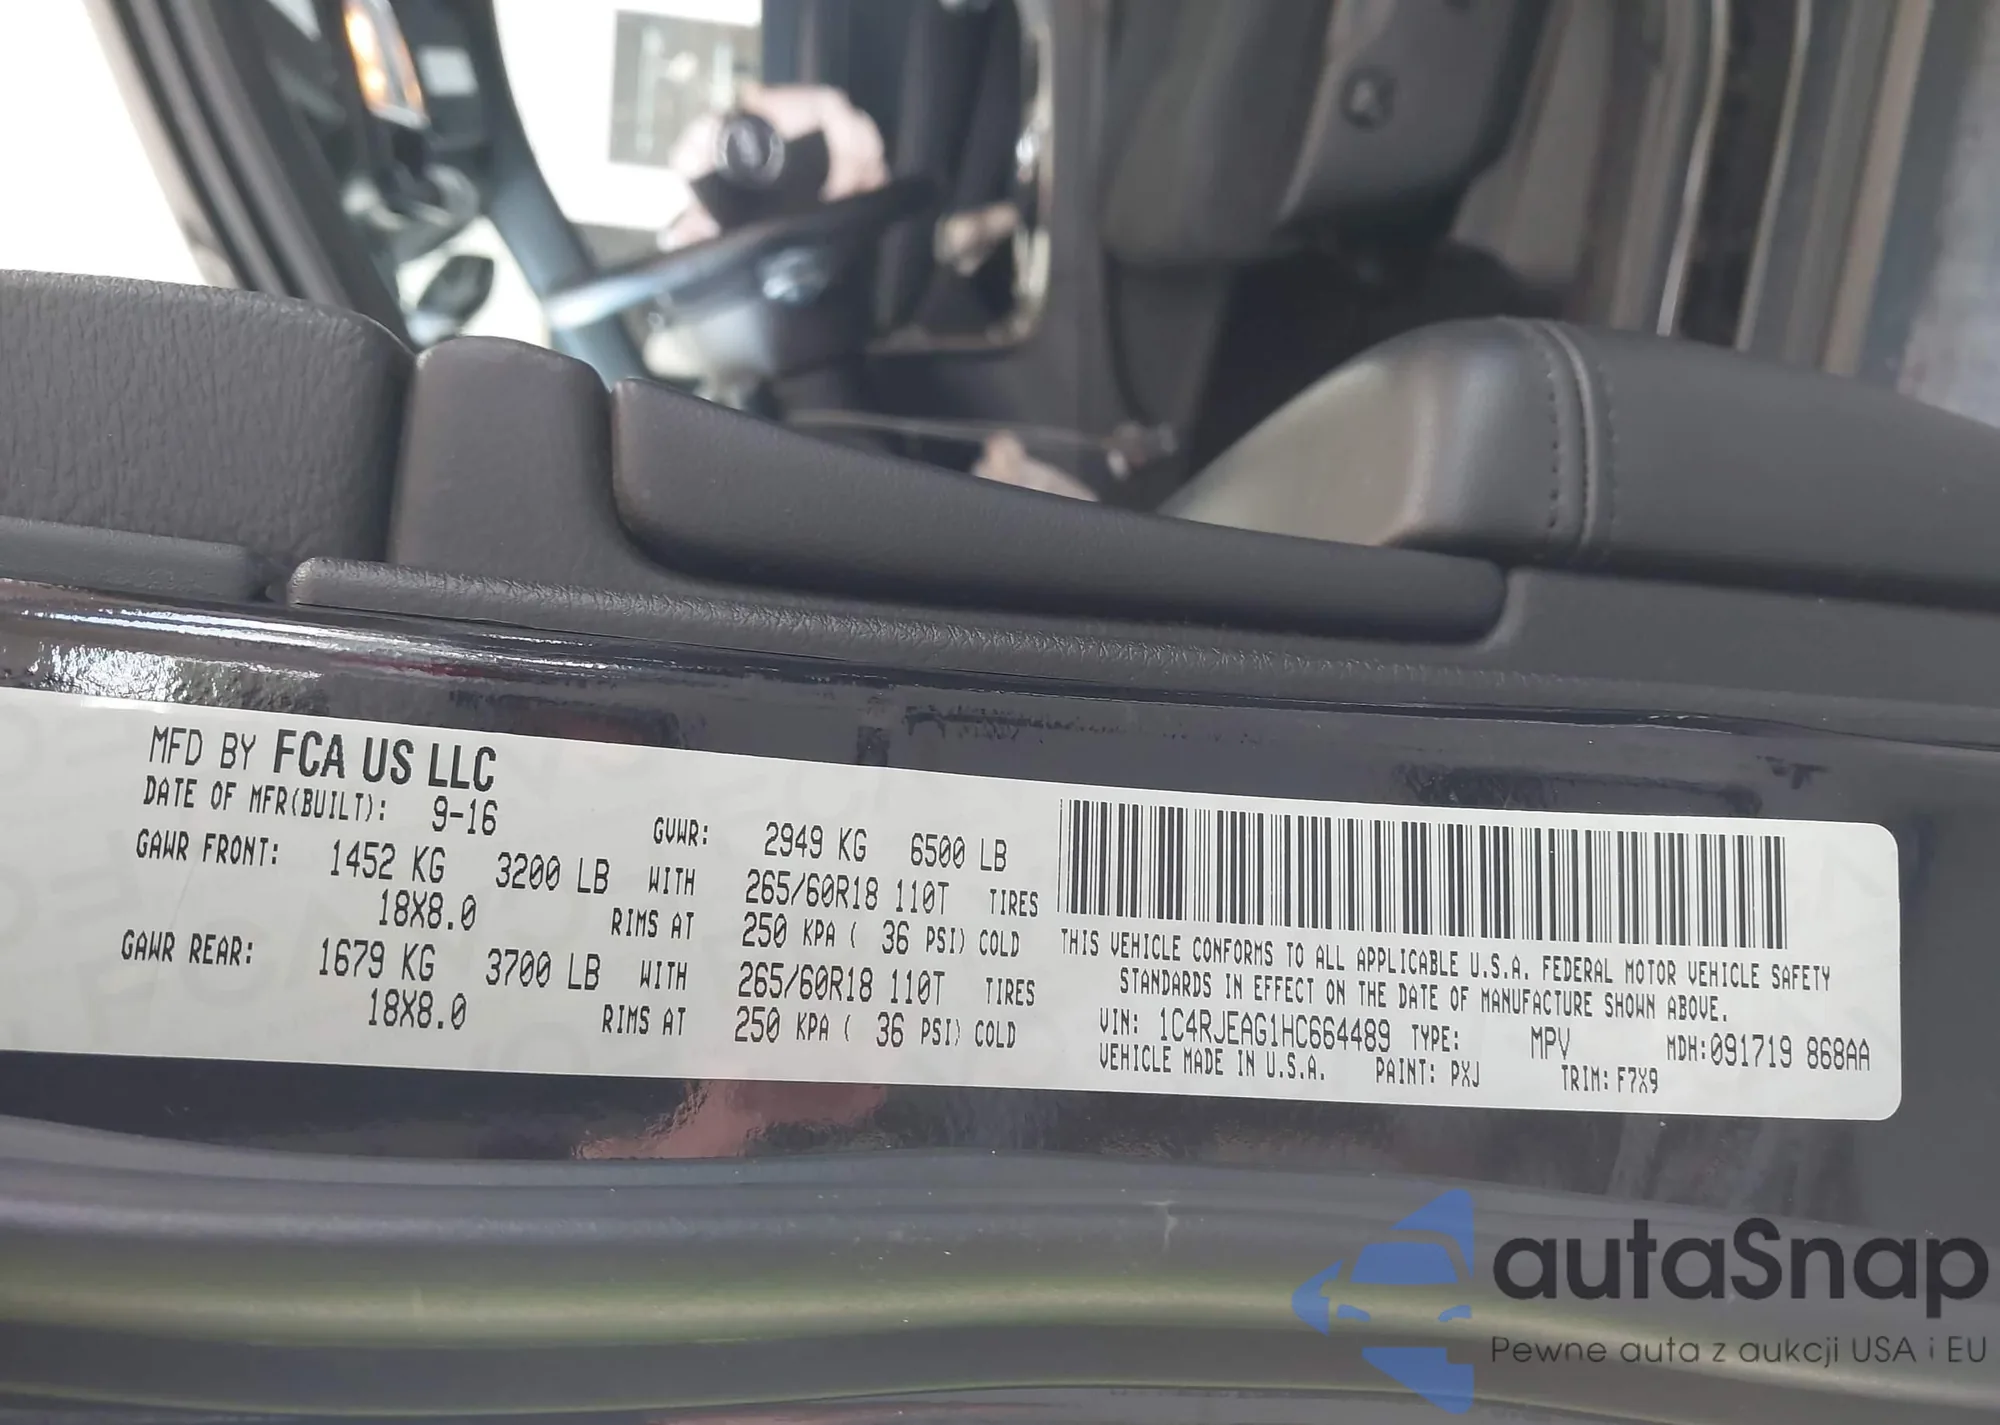 MFD BY FCA US LLC
DATE OF MFR(BUILT): 9-16 GVWR: 2949 KG 6500 LB
GAWR FRONT: 1452 KG 3200 LB WITH 265/60R18 110T TIRES
18X8.0 RIMS AT 250 KPA ( 36 PSI) COLD
GAWR REAR: 1679 KG 3700 LB WITH 265/60R18 110T TIRES
18X8.0 RIMS AT 250 KPA ( 36 PSI) COLD
THIS VEHICLE CONFORMS TO ALL APPLICABLE U.S.A. FEDERAL MOTOR VEHICLE SAFETY
STANDARDS IN EFFECT ON THE DATE OF MANUFACTURE SHOWN ABOVE.
VIN: 1C4RJEAG1HC664489 TYPE: MPV MDH:091719 868AA
VEHICLE MADE IN U.S.A. PAINT: PXJ TRIM: F7X9
autaSnap
Pewne auta z aukcji USA i EU